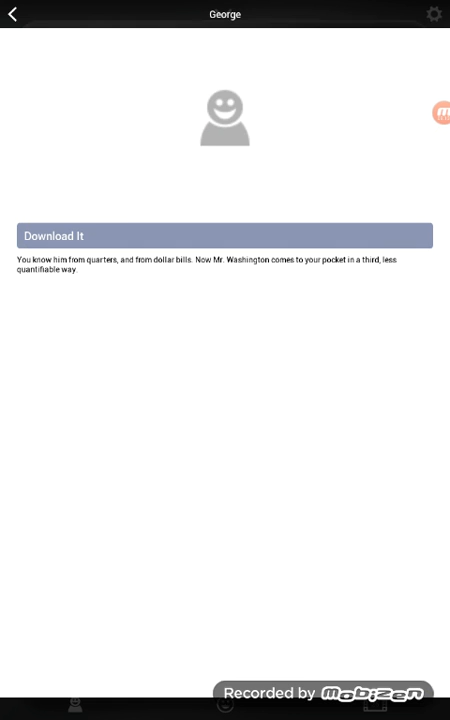 George
Download It
You know him from quarters, and from dollar bills. Now Mr. Washington comes to your pocket in a third, less
quantifiable way.
Recorded by mobizen